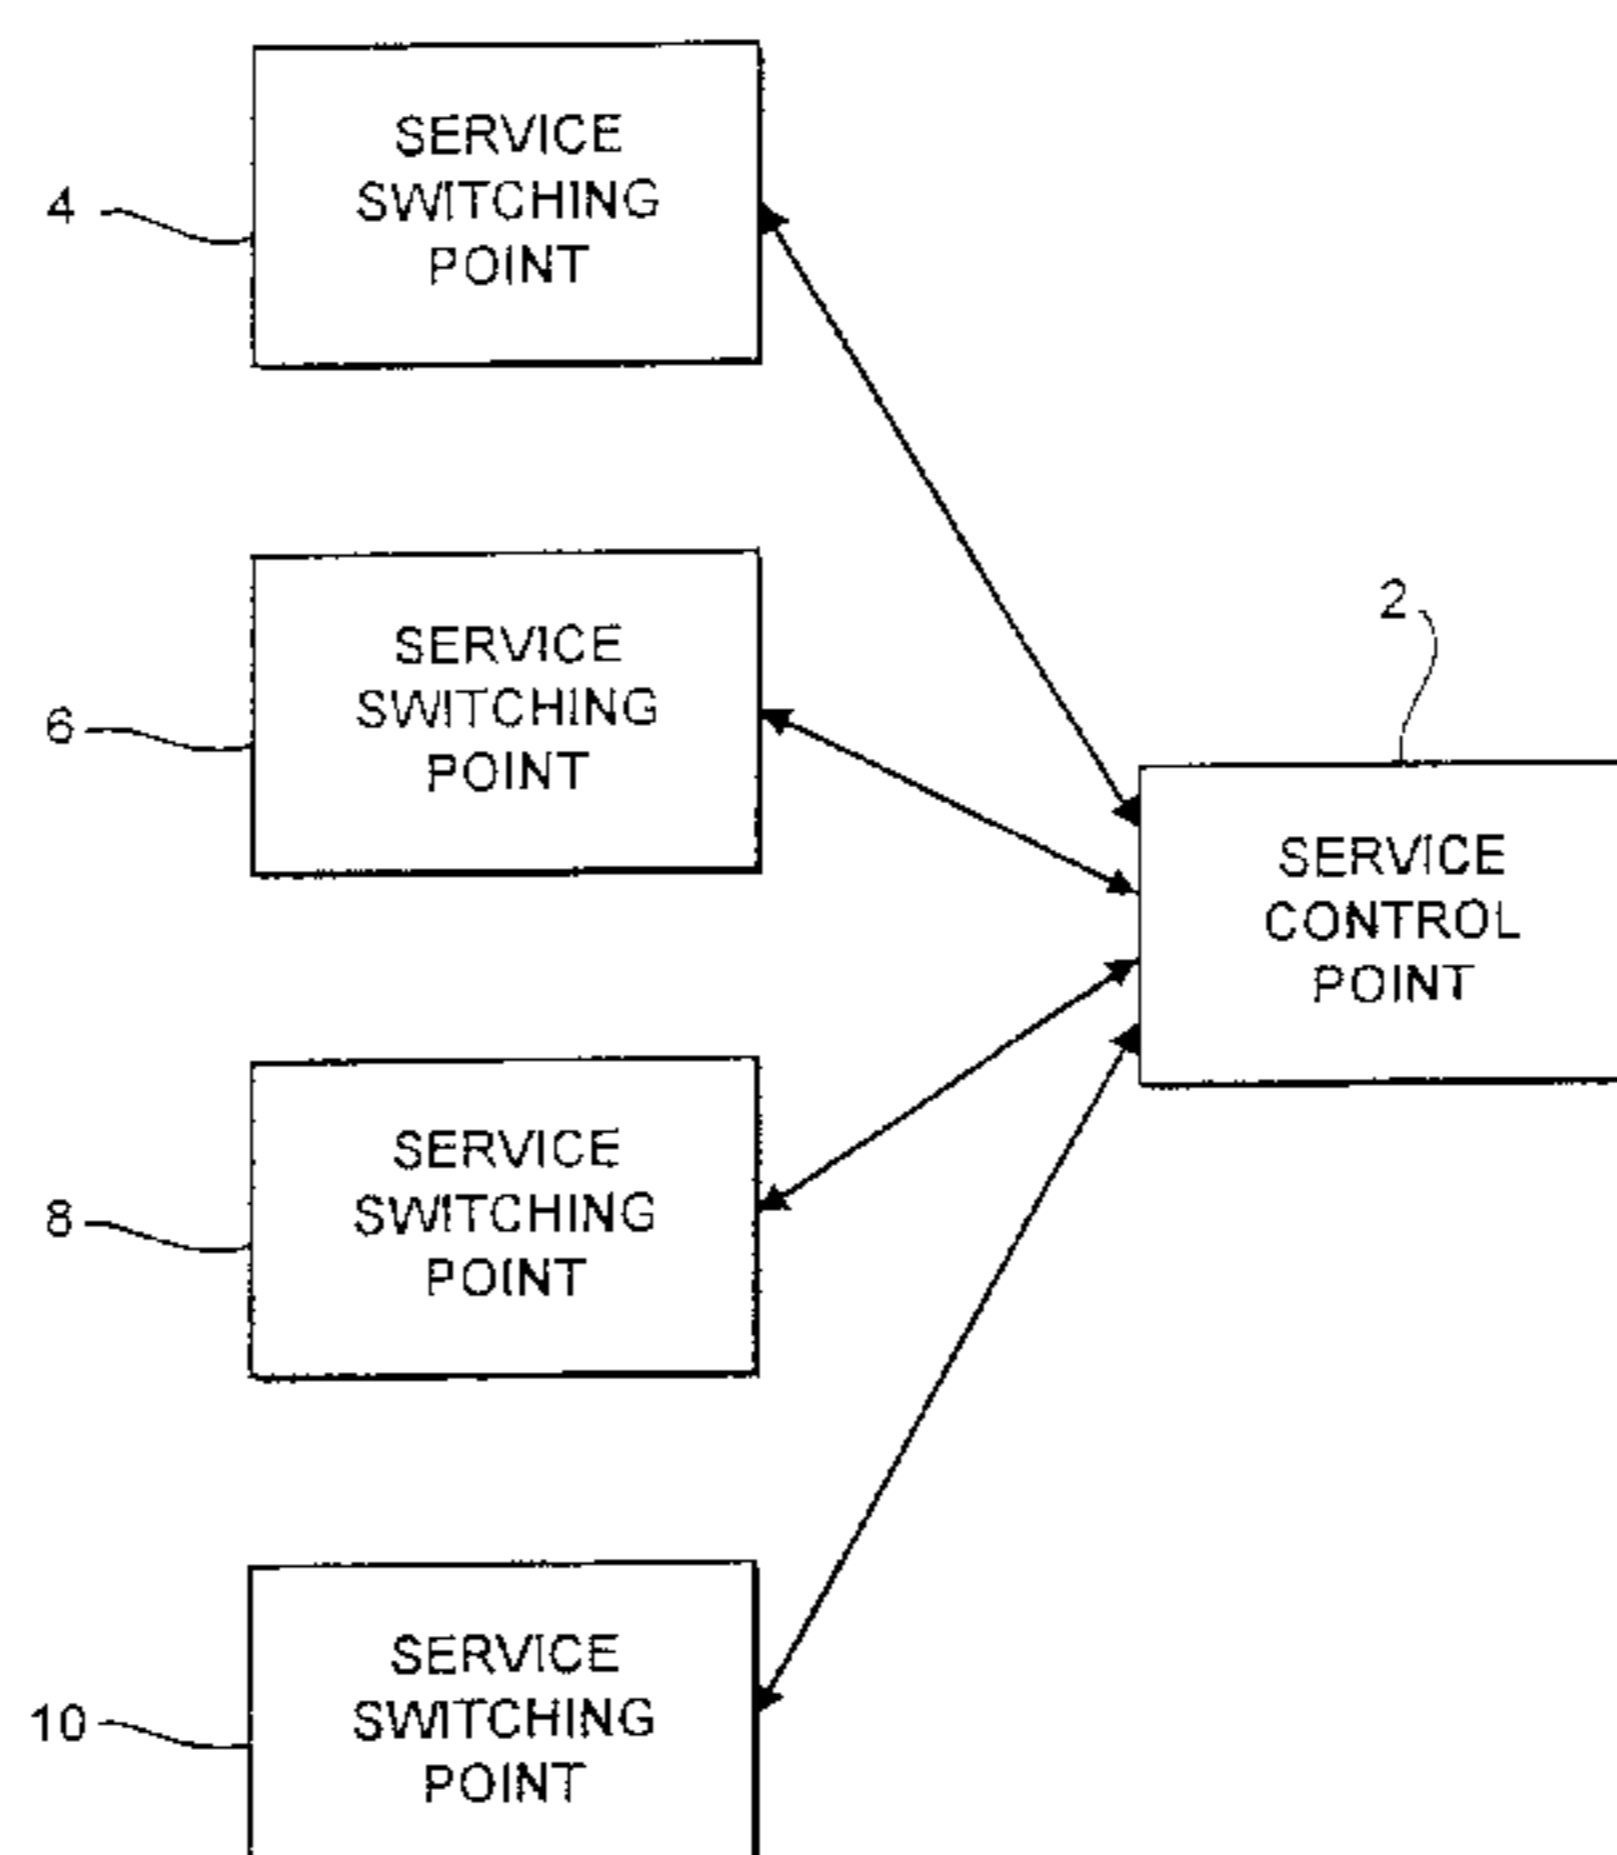 SERVICE
SWITCHING
POINT
4
SERVICE
SWITCHING
POINT
6
2
SERVICE
CONTROL
POINT
SERVICE
SWITCHING
POINT
8
SERVICE
SWITCHING
POINT
10